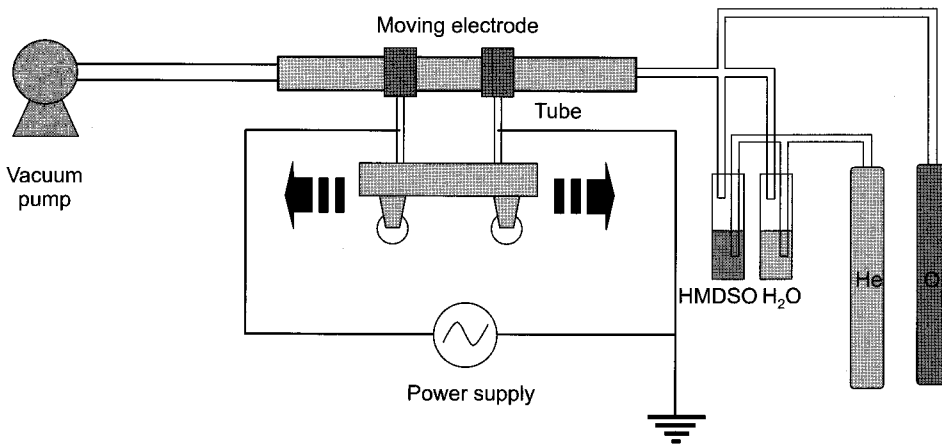 Moving electrode
Tube
Vacuum
pump
HMDSO H₂O
He
O
Power supply